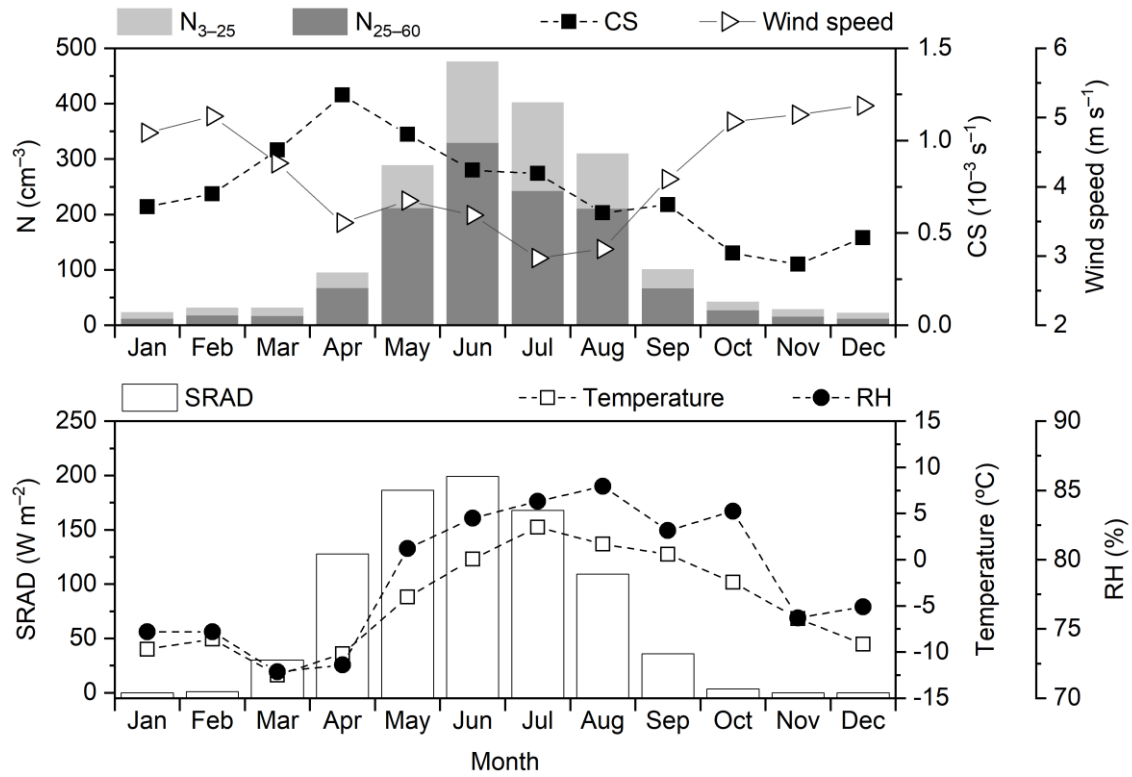 N₃₋₂₅ N₂₅₋₆₀ CS Wind speed
500 1.5 6
400 5
1.0
300 4
200 0.5 3
100
0 0.0 2
N (cm⁻³)
CS (10⁻³ s⁻¹)
Wind speed (m s⁻¹)
Jan Feb Mar Apr May Jun Jul Aug Sep Oct Nov Dec
SRAD Temperature RH
250 15 90
200 10
5 85
150
0 80
100
-5
50 75
-10
0 -15 70
SRAD (W m⁻²)
Temperature (ºC)
RH (%)
Jan Feb Mar Apr May Jun Jul Aug Sep Oct Nov Dec
Month